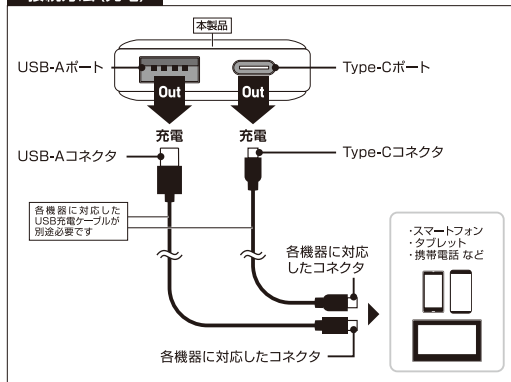 本製品
USB-Aポート
Type-Cポート
Out
Out
充電
充電
USB-Aコネクタ
Type-Cコネクタ
各機器に対応した
USB充電ケーブルが
別途必要です
・スマートフォン
・タブレット
・携帯電話 など
各機器に対応
したコネクタ
各機器に対応したコネクタ